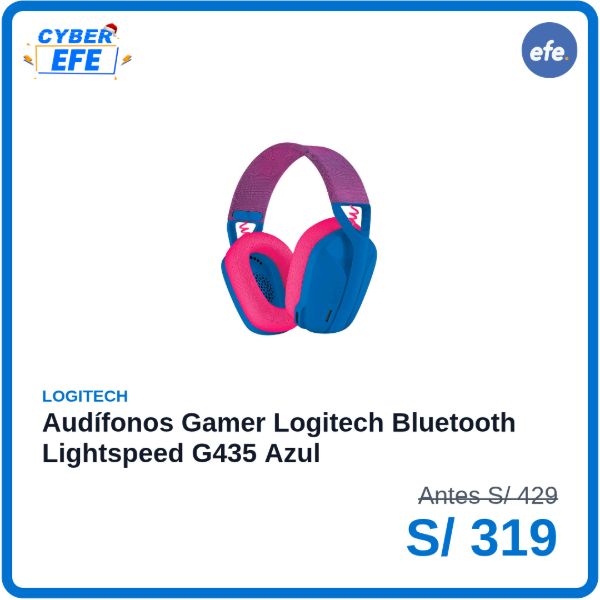 CYBER
EFE
efe.
LOGITECH
Audífonos Gamer Logitech Bluetooth
Lightspeed G435 Azul
Antes S/ 429
S/ 319